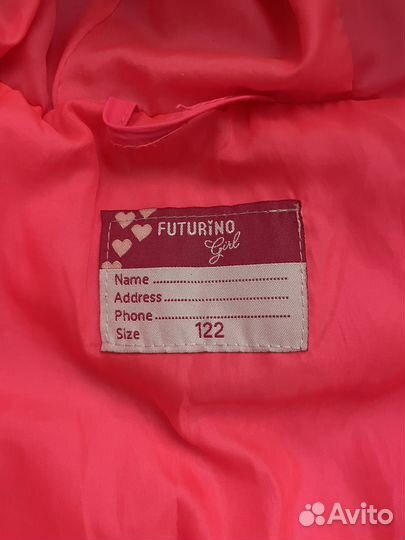 FUTURiNO
Girl
Name ........................
Address ........................
Phone ........................
Size 122
Avito